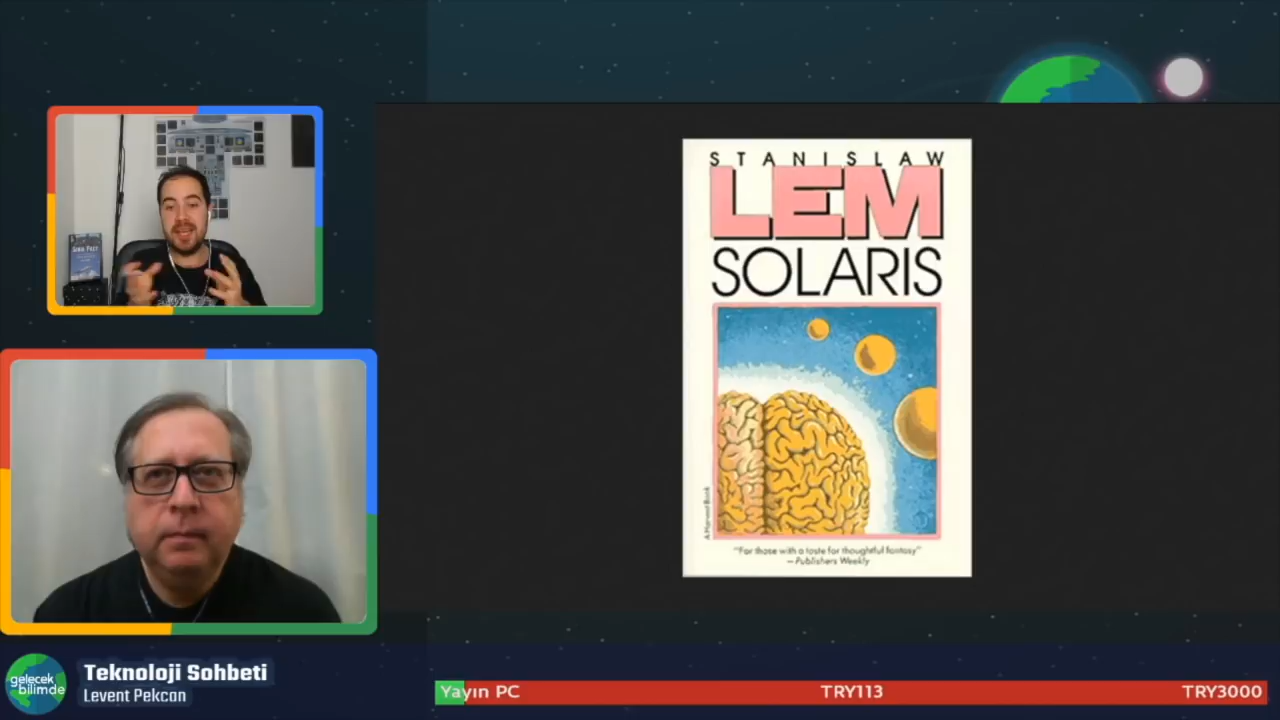 STANISLAW
LEM
SOLARIS
A Harvest Book
"For those with a taste for thoughtful fantasy"
— Publishers Weekly
gelecek
bilimde
Teknoloji Sohbeti
Levent Pekcan
Yayın PC
TRY113
TRY3000